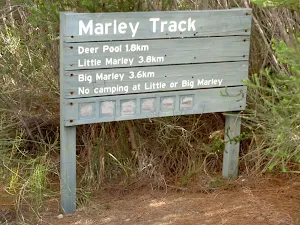 Marley Track
Deer Pool 1.8km
Little Marley 3.8km
Big Marley 3.6km
No camping at Little or Big Marley